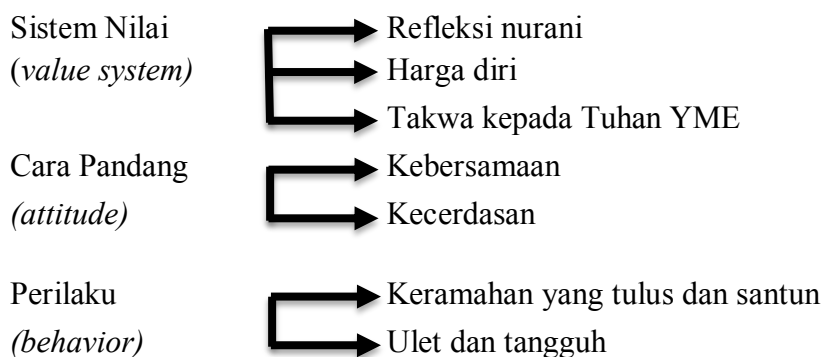 Sistem Nilai
(value system)
Refleksi nurani
Harga diri
Takwa kepada Tuhan YME
Cara Pandang
(attitude)
Kebersamaan
Kecerdasan
Perilaku
(behavior)
Keramahan yang tulus dan santun
Ulet dan tangguh